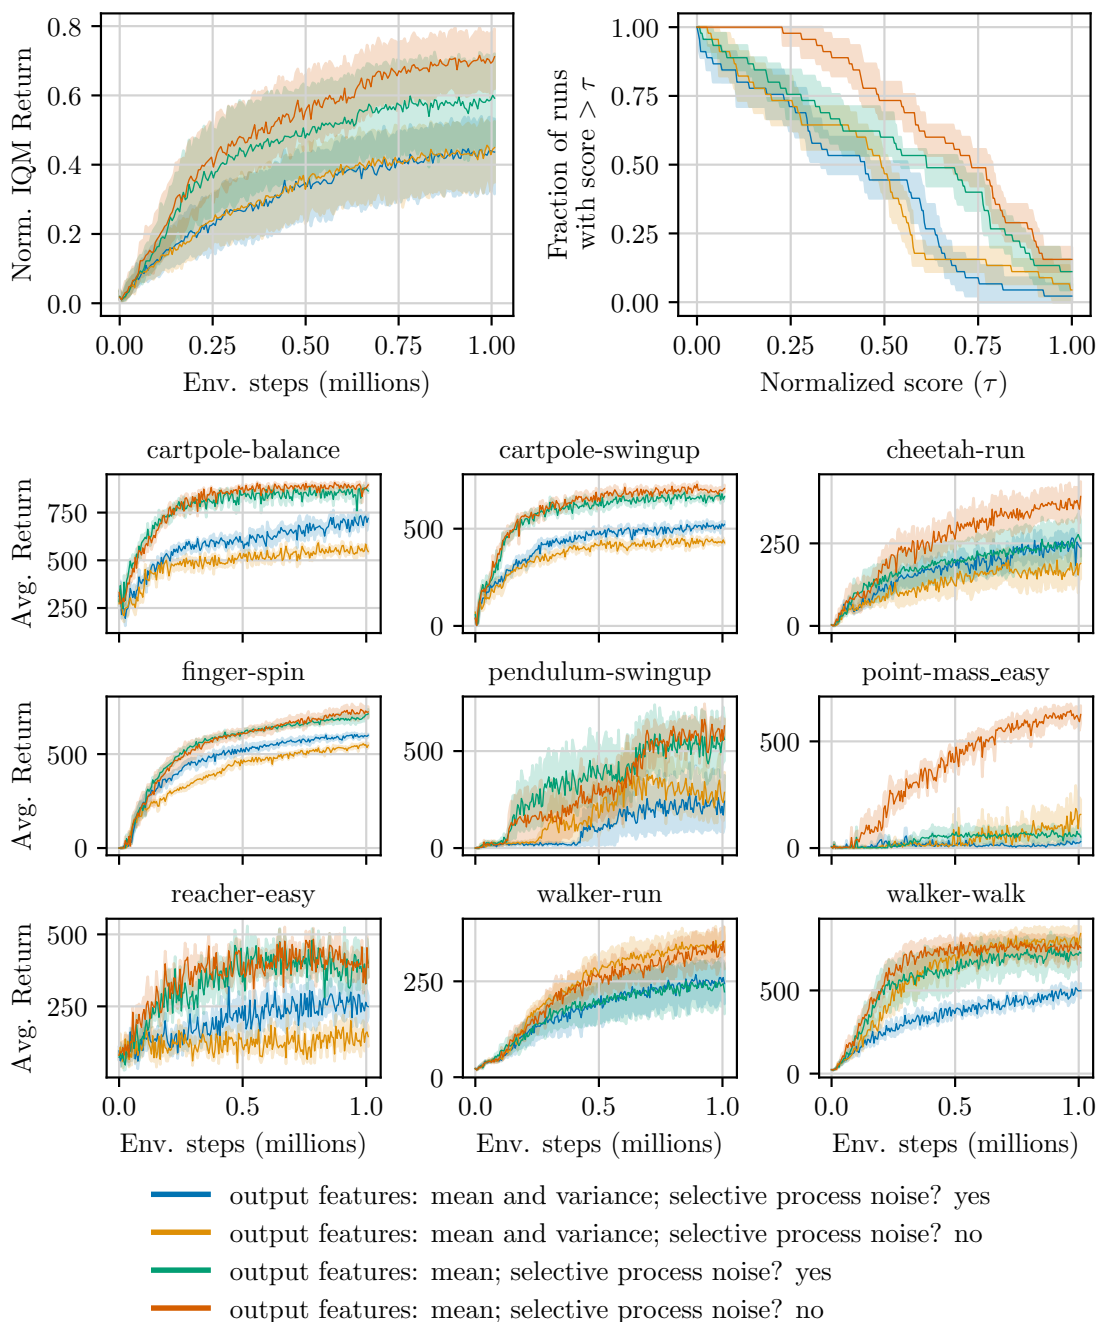 Norm. IQM Return
0.8
0.6
0.4
0.2
0.0
0.00 0.25 0.50 0.75 1.00
Env. steps (millions)
Fraction of runs
with score > τ
1.00
0.75
0.50
0.25
0.00
0.00 0.25 0.50 0.75 1.00
Normalized score (τ)
cartpole-balance
Avg. Return
750
500
250
cartpole-swingup
500
0
cheetah-run
250
0
finger-spin
Avg. Return
500
0
pendulum-swingup
500
0
point-mass_easy
500
0
reacher-easy
Avg. Return
500
250
0.0 0.5 1.0
Env. steps (millions)
walker-run
250
0
0.0 0.5 1.0
Env. steps (millions)
walker-walk
500
0
0.0 0.5 1.0
Env. steps (millions)
output features: mean and variance; selective process noise? yes
output features: mean and variance; selective process noise? no
output features: mean; selective process noise? yes
output features: mean; selective process noise? no